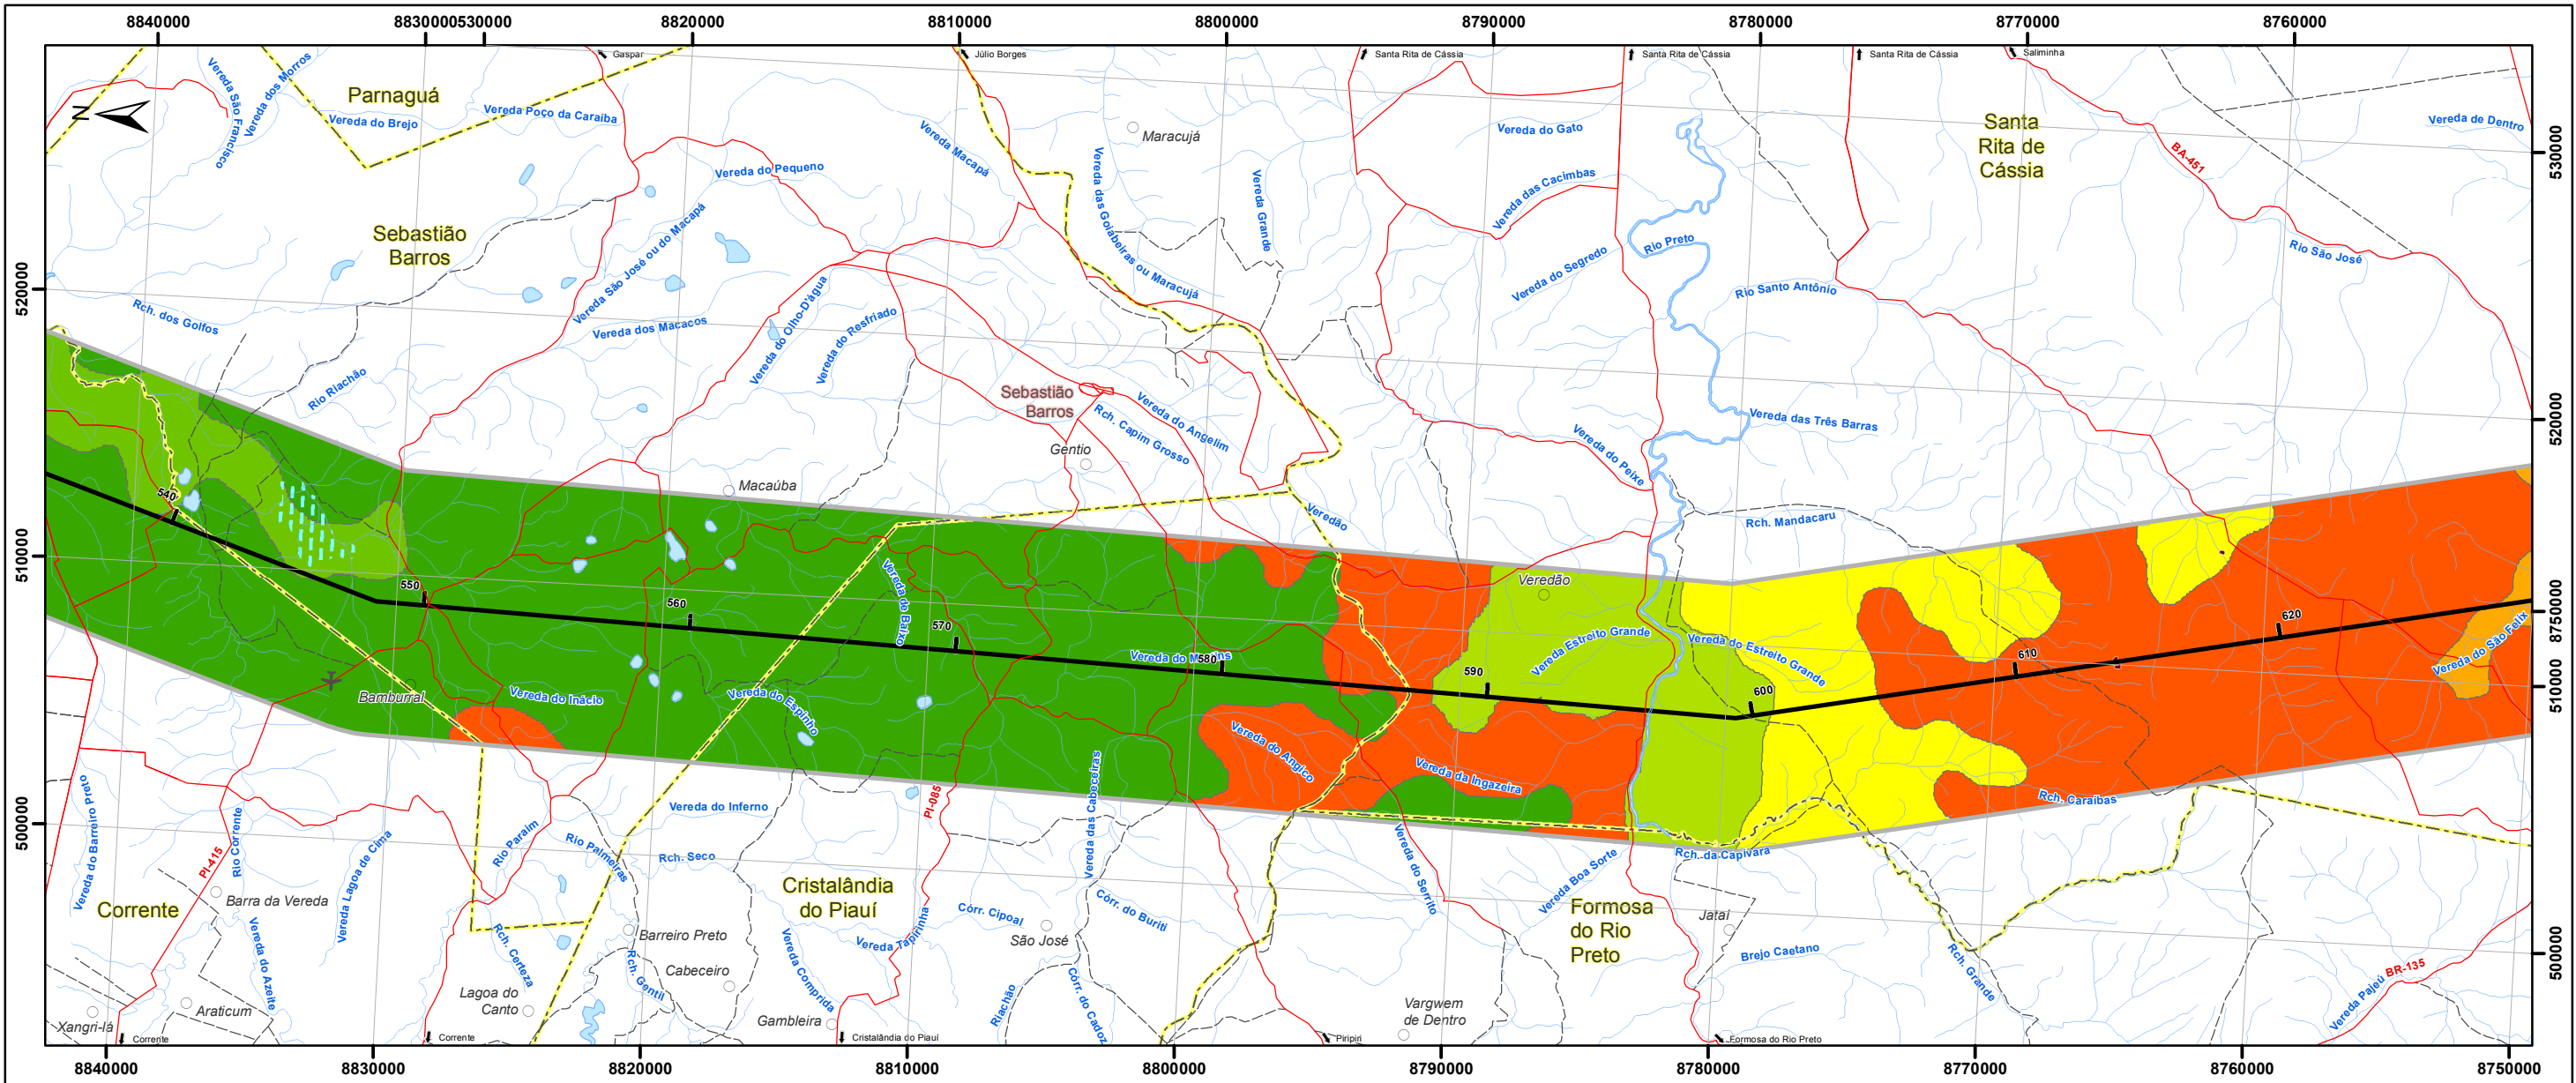 8840000
8830000530000
8820000
8810000
8800000
8790000
8780000
8770000
8760000
Gaspar
Júlio Borges
Santa Rita de Cássia
Santa Rita de Cássia
Santa Rita de Cássia
Saliminha
N
Vereda São Francisco
Vereda dos Morros
Parnaguá
Vereda do Brejo
Vereda Poço da Caraiba
Vereda Macapá
Maracujá
Vereda do Gato
Santa
Rita de
Cássia
Vereda de Dentro
530000
BA-451
Vereda do Pequeno
Vereda das Goiabeiras ou Maracujá
Vereda Grande
Vereda das Cacimbas
Sebastião
Barros
Vereda São José ou do Macapá
Rio Preto
Rio São José
Vereda do Segredo
520000
Rio Santo Antônio
Rch. dos Golfos
Vereda dos Macacos
Vereda do Olho-D'água
Vereda do Resfriado
Rio Riachão
Sebastião
Barros
Vereda do Angelim
Rch. Capim Grosso
Vereda das Três Barras
520000
Vereda do Peixe
Gentio
Macaúba
540
Veredão
Rch. Mandacaru
510000
550
560
Vereda de Baixo
570
Veredão
8750000
620
Vereda do São Felix
Vereda Estreito Grande
Vereda do Estreito Grande
610
580
590
600
510000
Bamburral
Vereda do Inácio
Vereda do Espinho
Vereda do Angico
Vereda da Ingazeira
Rch. Caraibas
500000
Vereda do Barreiro Preto
PI-415
Rio Corrente
Vereda Lagoa de Cima
Rio Paraim
Rio Palmeiras
Vereda do Inferno
Rch. Seco
PI-085
Vereda das Cabeceiras
Vereda do Serrito
Vereda Boa Sorte
Rch. da Capivara
Corrente
Barra da Vereda
Vereda do Azeite
Cristalândia
do Piauí
Vereda Tapirinha
Córr. Cipoal
Córr. do Buriti
São José
Formosa
do Rio
Preto
Jataí
Brejo Caetano
Rch. Grande
500000
BR-135
Vereda Pajeú
Rch. Certeza
Barreiro Preto
Rch. Gentil
Cabeceiro
Vereda Comprida
Riachão
Córr. do Cadoz
Lagoa do
Canto
Gambleira
Araticum
Xangri-lá
Vargwem
de Dentro
Corrente
Corrente
Cristalândia do Piauí
Piripiri
Formosa do Rio Preto
8840000
8830000
8820000
8810000
8800000
8790000
8780000
8770000
8760000
8750000